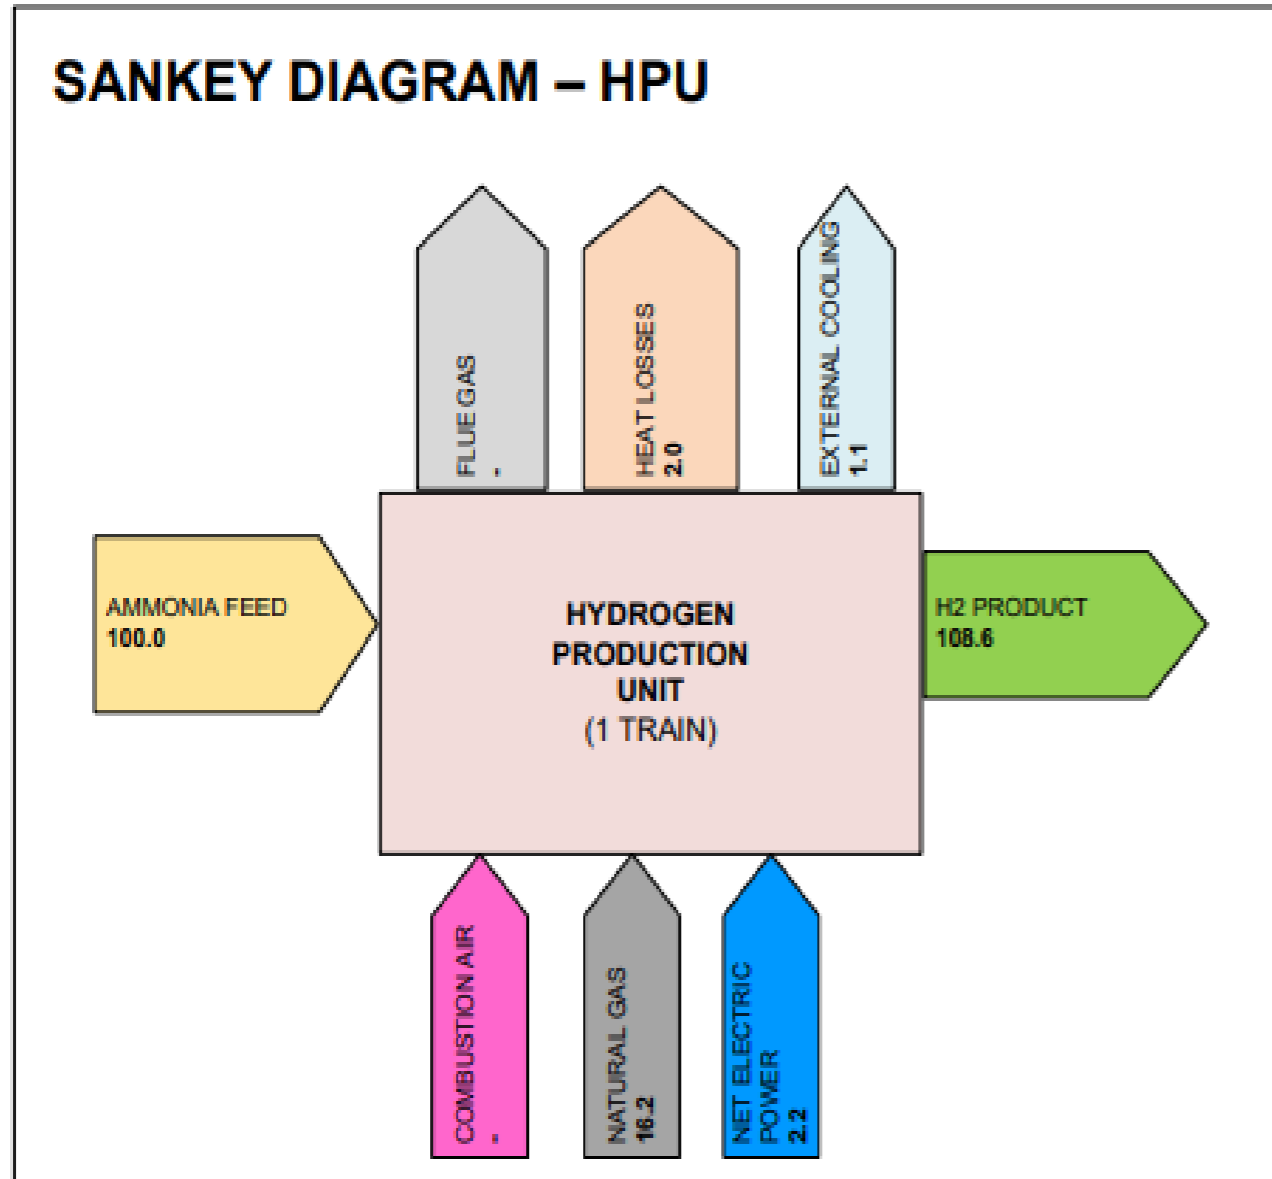 SANKEY DIAGRAM – HPU
FLUE GAS
-
HEAT LOSSES
2.0
EXTERNAL COOLING
1.1
AMMONIA FEED
100.0
HYDROGEN
PRODUCTION
UNIT
(1 TRAIN)
H2 PRODUCT
108.6
COMBUSTION AIR
-
NATURAL GAS
16.2
NET ELECTRIC
POWER
2.2